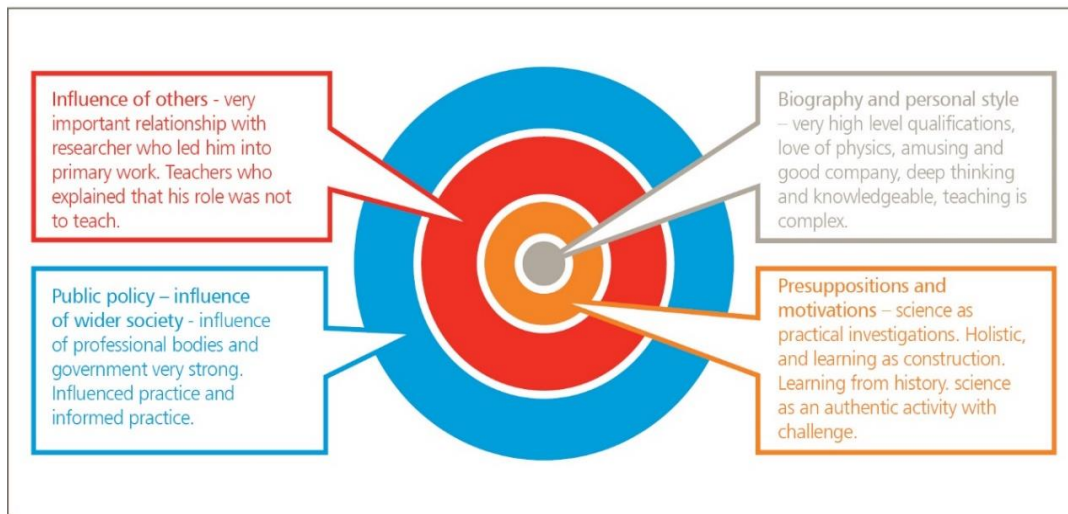 Influence of others - very
important relationship with
researcher who led him into
primary work. Teachers who
explained that his role was not
to teach.
Public policy – influence
of wider society - influence
of professional bodies and
government very strong.
Influenced practice and
informed practice.
Biography and personal style
– very high level qualifications,
love of physics, amusing and
good company, deep thinking
and knowledgeable, teaching is
complex.
Presuppositions and
motivations – science as
practical investigations. Holistic,
and learning as construction.
Learning from history. science
as an authentic activity with
challenge.